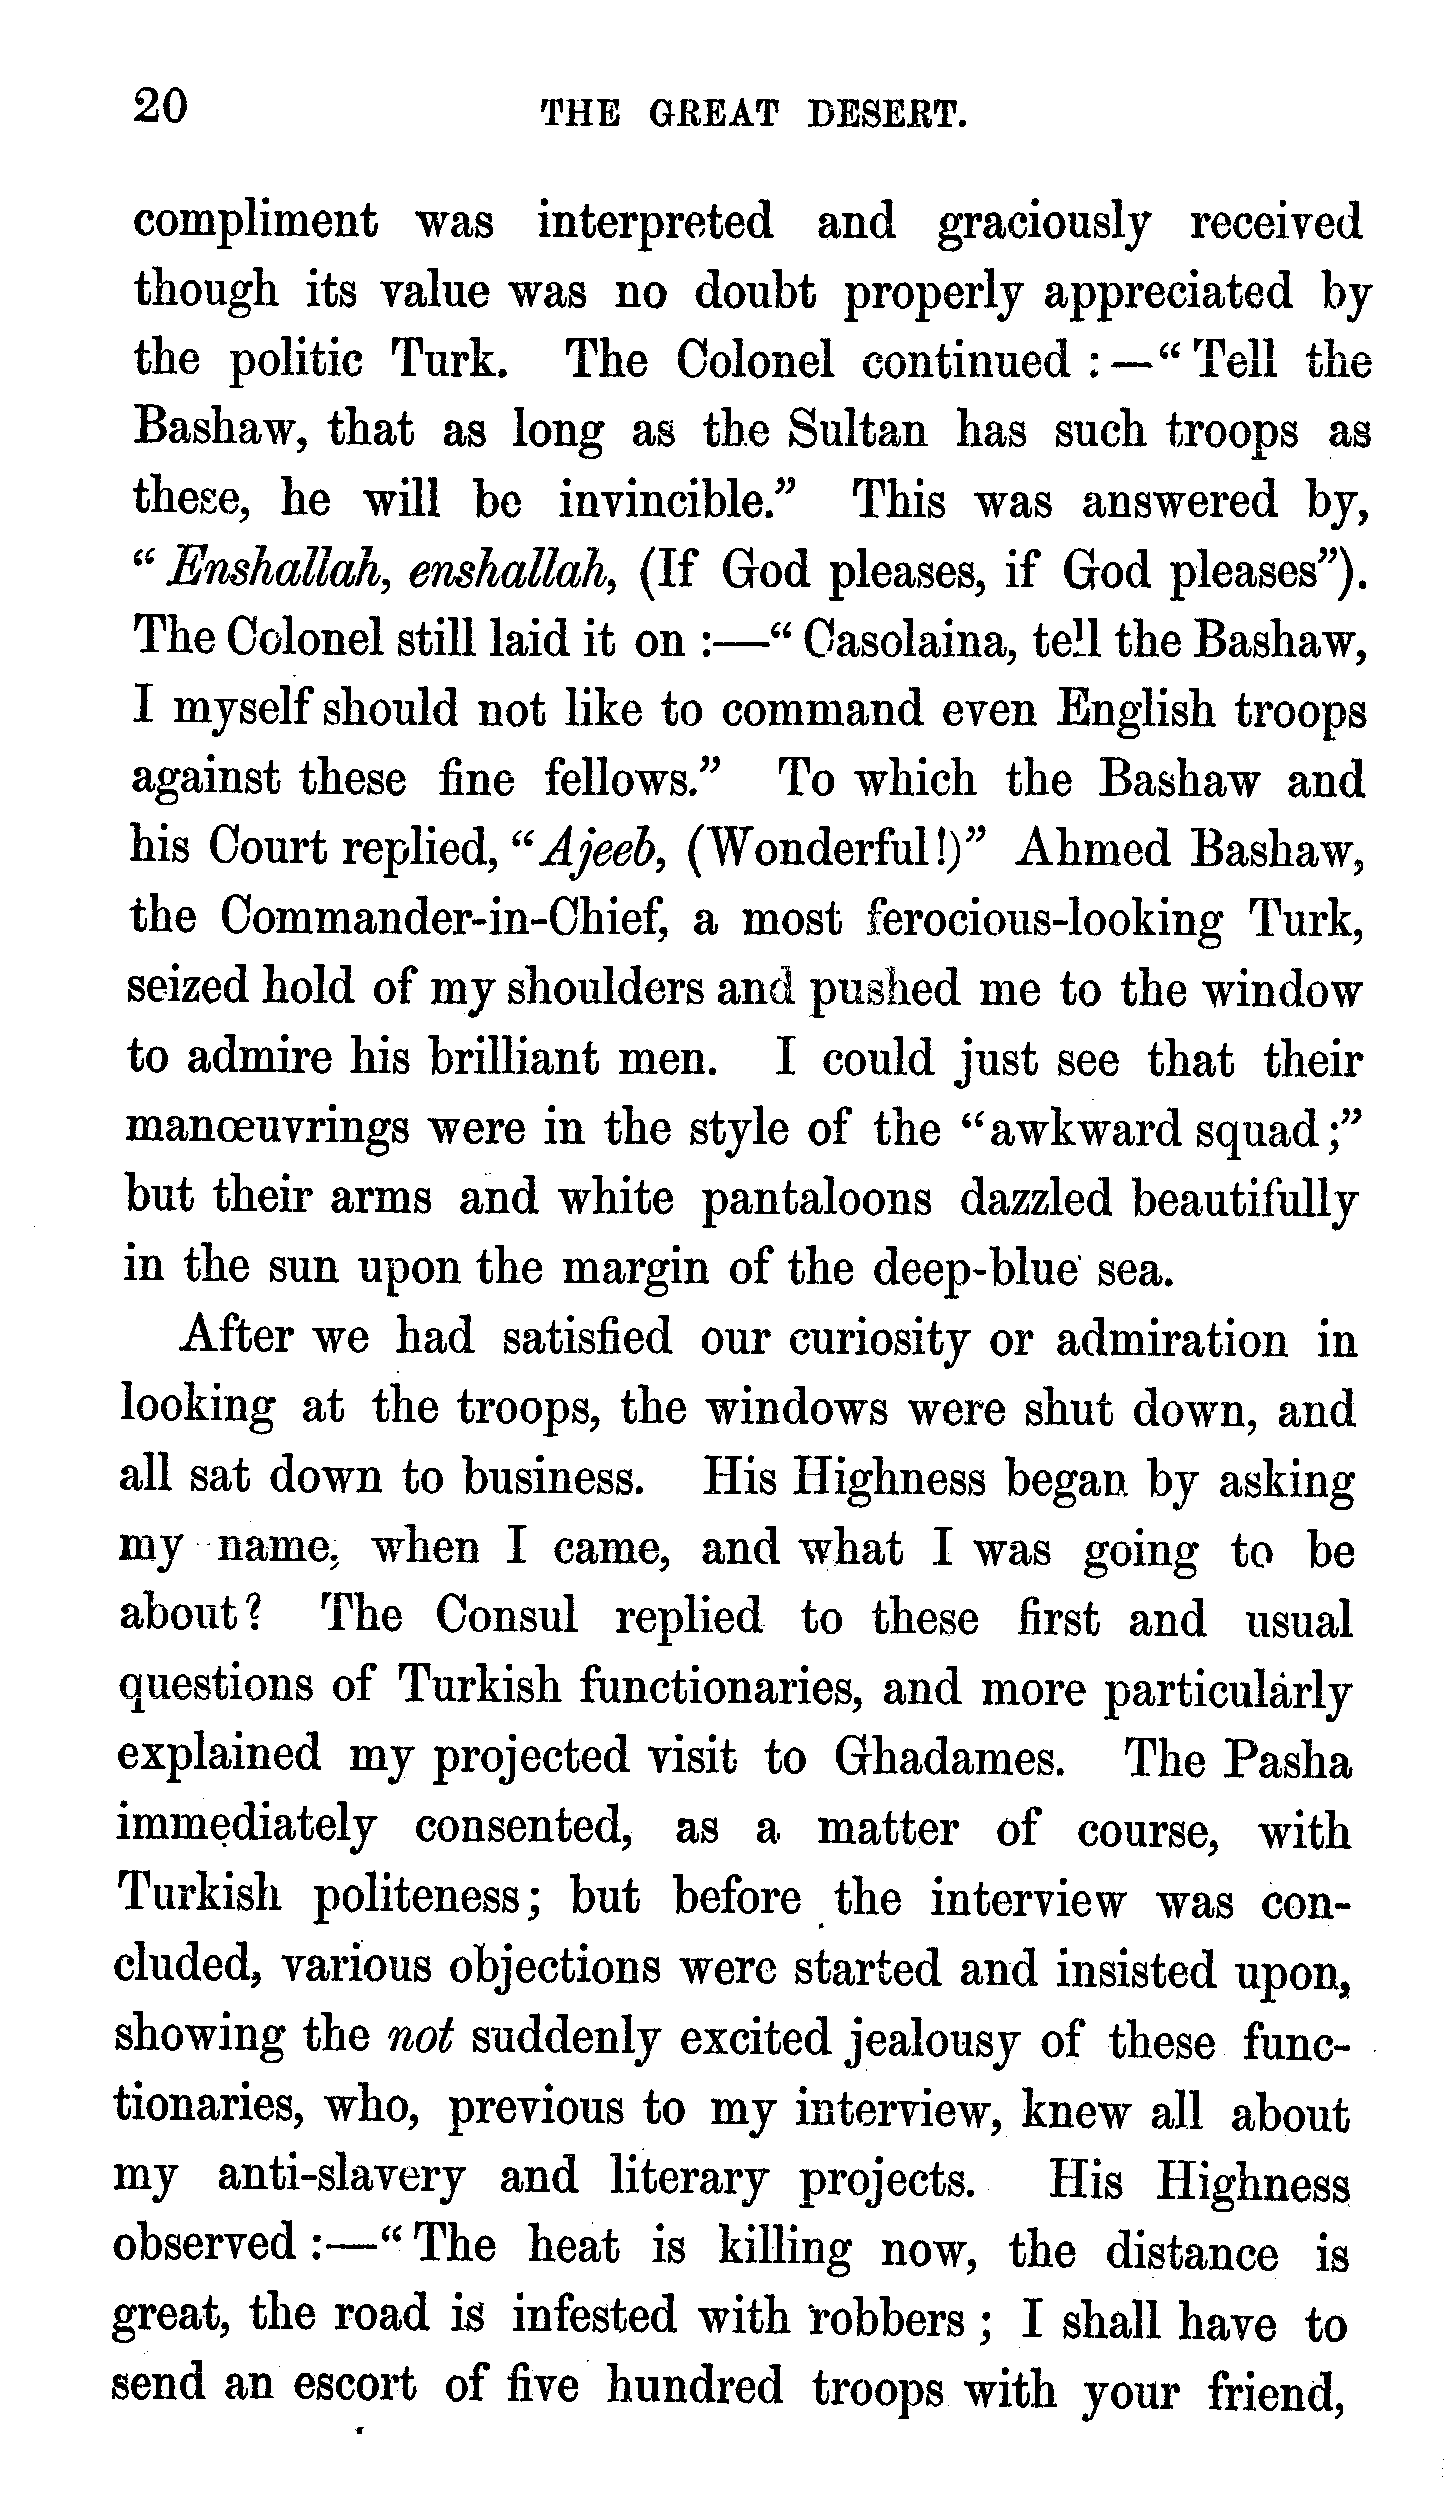 20 THE GREAT DESERT.
compliment was interpreted and graciously received
though its value was no doubt properly appreciated by
the politic Turk. The Colonel continued :—“ Tell the
Bashaw, that as long as the Sultan has such troops as
these, he will be invincible.” This was answered by,
“ Enshallah, enshallah, (If God pleases, if God pleases”).
The Colonel still laid it on :—“ Casolaina, tell the Bashaw,
I myself should not like to command even English troops
against these fine fellows.” To which the Bashaw and
his Court replied, “Ajeeb, (Wonderful!)” Ahmed Bashaw,
the Commander-in-Chief, a most ferocious-looking Turk,
seized hold of my shoulders and pushed me to the window
to admire his brilliant men. I could just see that their
manœuvrings were in the style of the “awkward squad;”
but their arms and white pantaloons dazzled beautifully
in the sun upon the margin of the deep-blue sea.
After we had satisfied our curiosity or admiration in
looking at the troops, the windows were shut down, and
all sat down to business. His Highness began by asking
my name, when I came, and what I was going to be
about? The Consul replied to these first and usual
questions of Turkish functionaries, and more particularly
explained my projected visit to Ghadames. The Pasha
immediately consented, as a matter of course, with
Turkish politeness; but before the interview was con-
cluded, various objections were started and insisted upon,
showing the not suddenly excited jealousy of these func-
tionaries, who, previous to my interview, knew all about
my anti-slavery and literary projects. His Highness
observed :—“ The heat is killing now, the distance is
great, the road is infested with robbers ; I shall have to
send an escort of five hundred troops with your friend,